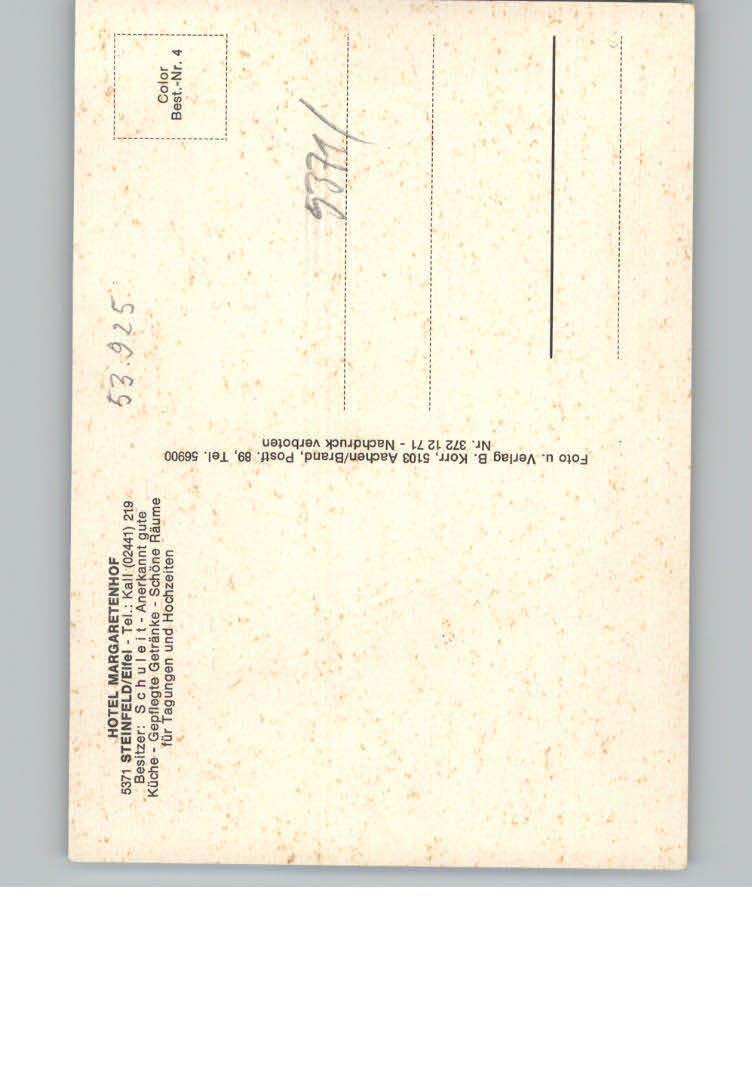 HOTEL MARGARETENHOF
5371 STEINFELD/Eifel - Tel.: Kall (02441) 219
Besitzer: Schuleit - Anerkannt gute
Küche - Gepflegte Getränke - Schöne Räume
für Tagungen und Hochzeiten
53.925
Color
Best.-Nr. 4
5371/
Foto u. Verlag B. Korr, 5103 Aachen/Brand, Postf. 89, Tel. 56900
Nr. 372 12 71 - Nachdruck verboten